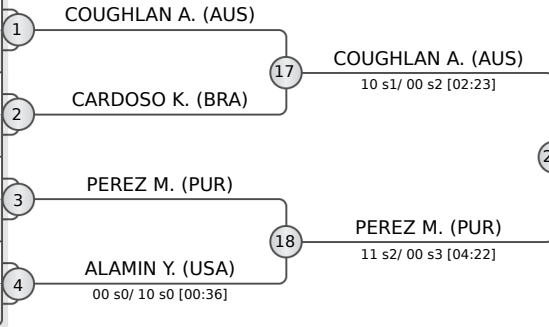 COUGHLAN A. (AUS)
1
17
COUGHLAN A. (AUS)
10 s1/ 00 s2 [02:23]
CARDOSO K. (BRA)
2
PEREZ M. (PUR)
3
18
PEREZ M. (PUR)
11 s2/ 00 s3 [04:22]
ALAMIN Y. (USA)
4
00 s0/ 10 s0 [00:36]